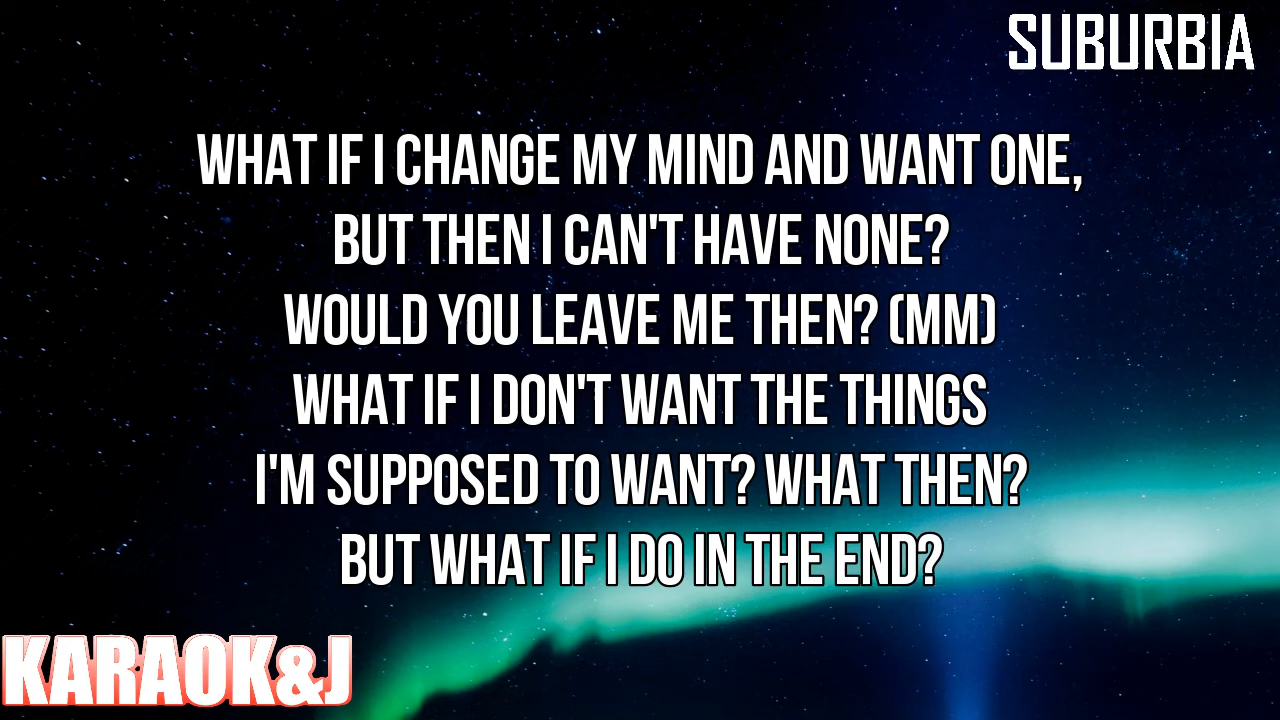 SUBURBIA
WHAT IF I CHANGE MY MIND AND WANT ONE,
BUT THEN I CAN'T HAVE NONE?
WOULD YOU LEAVE ME THEN? (MM)
WHAT IF I DON'T WANT THE THINGS
I'M SUPPOSED TO WANT? WHAT THEN?
BUT WHAT IF I DO IN THE END?
KARAOK&J